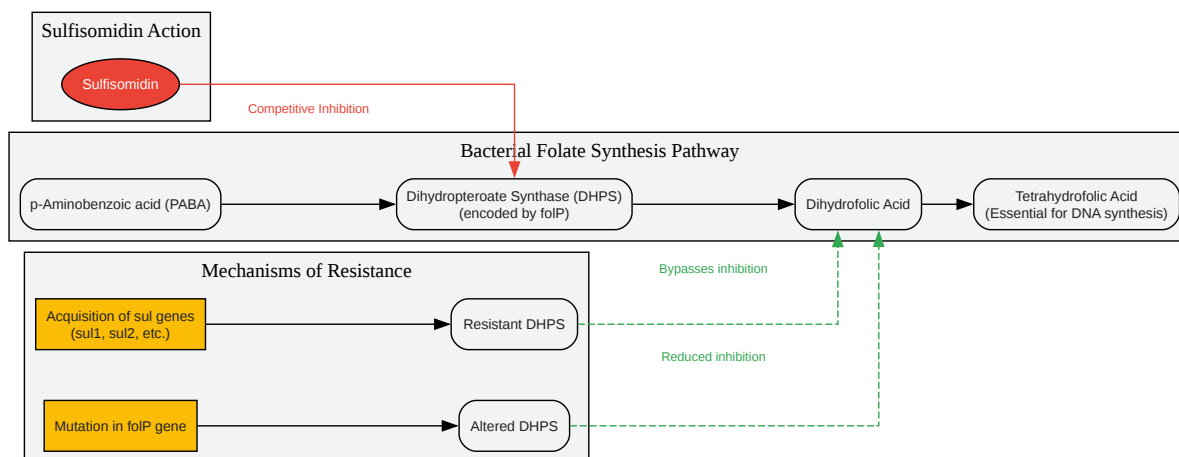 Sulfisomidin Action
Sulfisomidin
Competitive Inhibition
Bacterial Folate Synthesis Pathway
p-Aminobenzoic acid (PABA)
Dihydropteroate Synthase (DHPS)
(encoded by folP)
Dihydrofolic Acid
Tetrahydrofolic Acid
(Essential for DNA synthesis)
Mechanisms of Resistance
Bypasses inhibition
Acquisition of sul genes
(sul1, sul2, etc.)
Resistant DHPS
Reduced inhibition
Mutation in folP gene
Altered DHPS